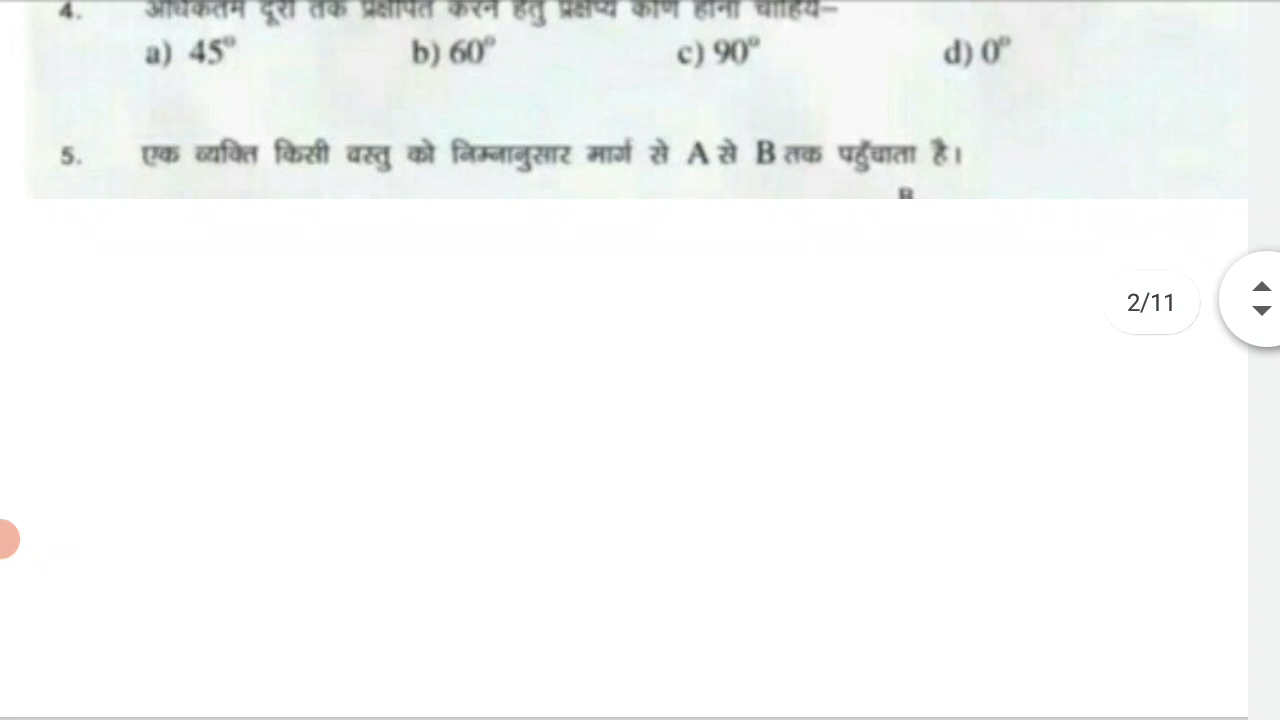 4. अधिकतम दूरी तक प्रक्षेपित करने हेतु प्रक्षेप्य कोण होना चाहिये–
a) 45° b) 60° c) 90° d) 0°
5. एक व्यक्ति किसी वस्तु को निम्नानुसार मार्ग से A से B तक पहुँचाता है।
B
2/11